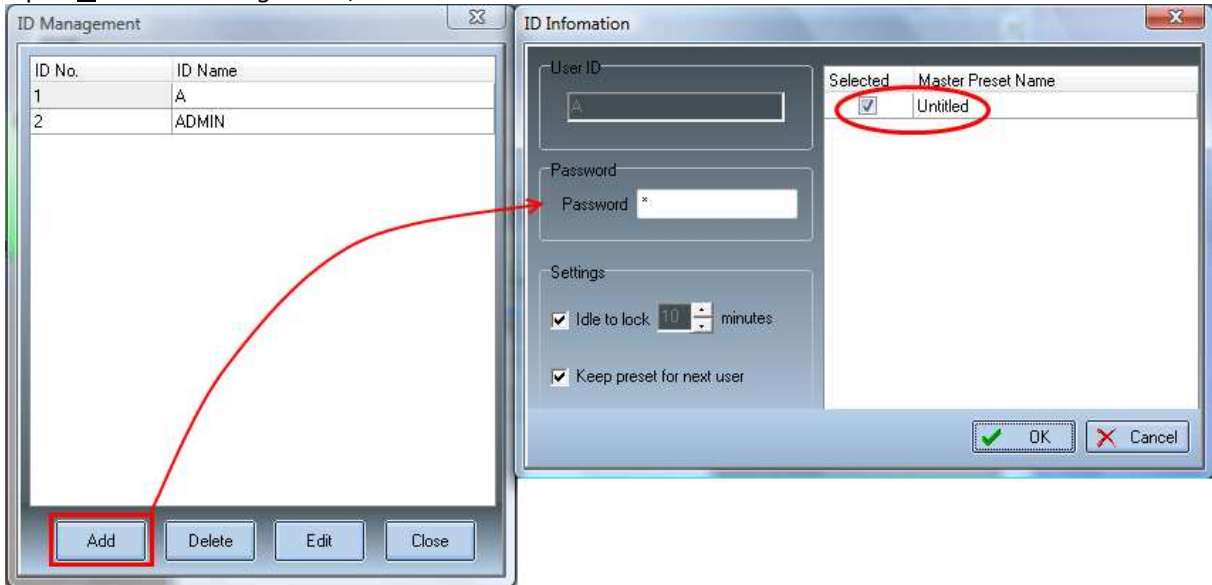 ID Management
ID No. ID Name
1 A
2 ADMIN
Add Delete Edit Close
ID Infomation
User ID
A
Password
Password *
Settings
Idle to lock 10 minutes
Keep preset for next user
Selected Master Preset Name
Untitled
OK Cancel